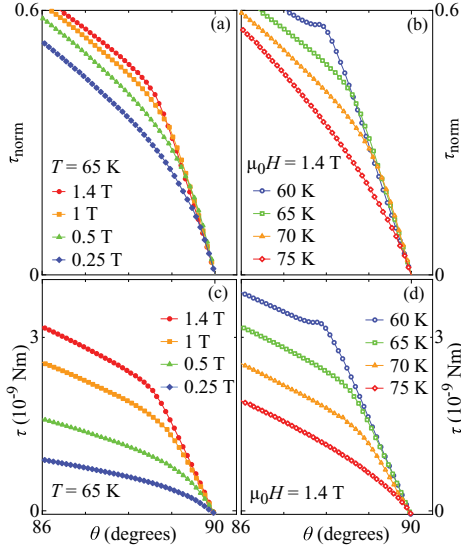 0.6
(a)
(b)
0.6
τnorm
τnorm
T = 65 K
1.4 T
1 T
0.5 T
0.25 T
μ0H = 1.4 T
60 K
65 K
70 K
75 K
0
0
(c)
(d)
1.4 T
1 T
0.5 T
0.25 T
60 K
65 K
70 K
75 K
3
3
τ (10-9 Nm)
τ (10-9 Nm)
T = 65 K
μ0H = 1.4 T
0
0
86
θ (degrees)
90
86
θ (degrees)
90